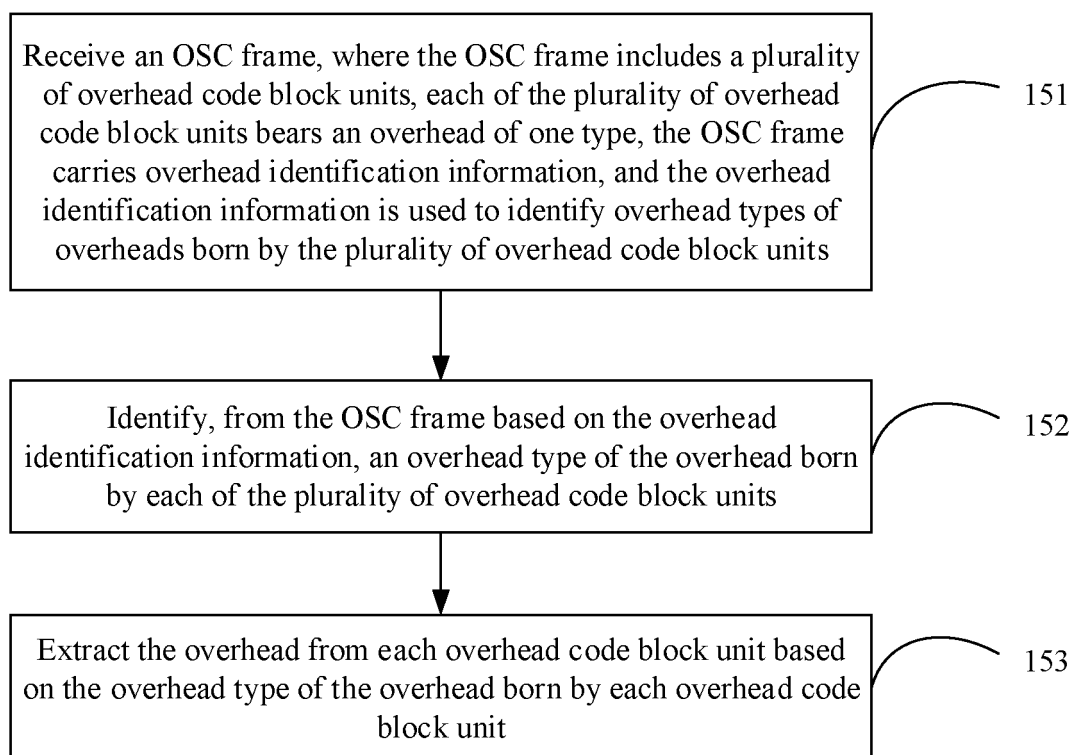 Receive an OSC frame, where the OSC frame includes a plurality
of overhead code block units, each of the plurality of overhead
code block units bears an overhead of one type, the OSC frame
carries overhead identification information, and the overhead
identification information is used to identify overhead types of
overheads born by the plurality of overhead code block units
151
Identify, from the OSC frame based on the overhead
identification information, an overhead type of the overhead born
by each of the plurality of overhead code block units
152
Extract the overhead from each overhead code block unit based
on the overhead type of the overhead born by each overhead code
block unit
153